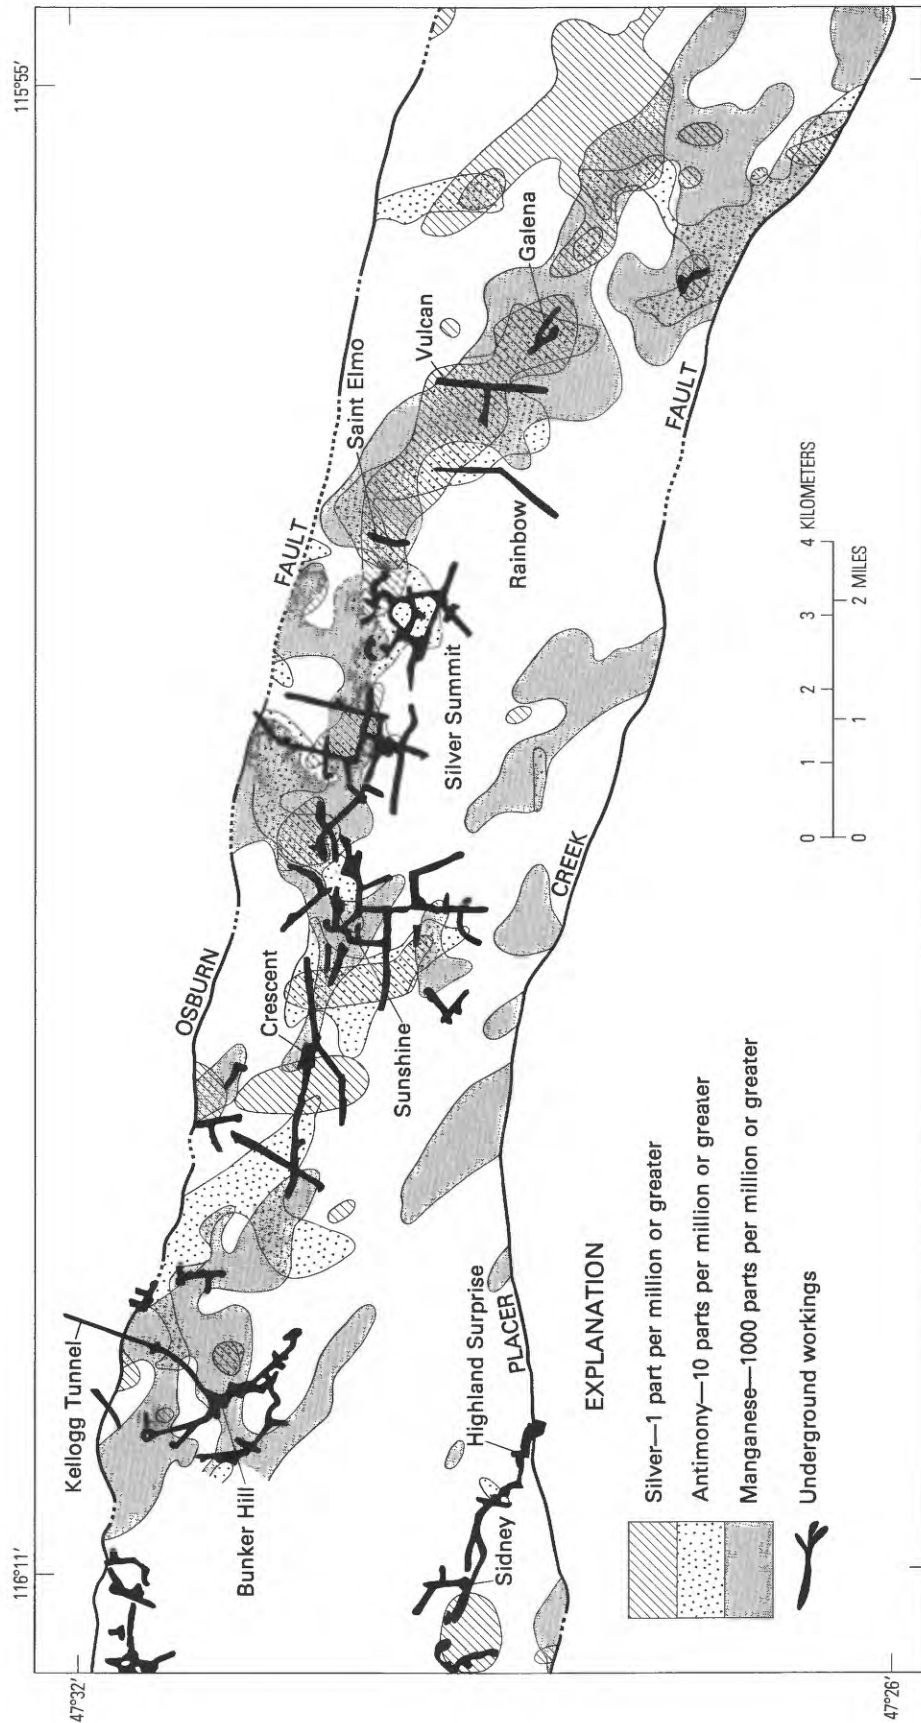 116°11'
115°55'
47°32'
47°26'
Kellogg Tunnel
Bunker Hill
OSBURN
FAULT
Crescent
Sunshine
Silver Summit
Saint Elmo
Vulcan
Galena
Rainbow
Sidney
Highland Surprise
PLACER
CREEK
FAULT
EXPLANATION
Silver—1 part per million or greater
Antimony—10 parts per million or greater
Manganese—1000 parts per million or greater
Underground workings
0 1 2 3 4 KILOMETERS
0 1 2 MILES